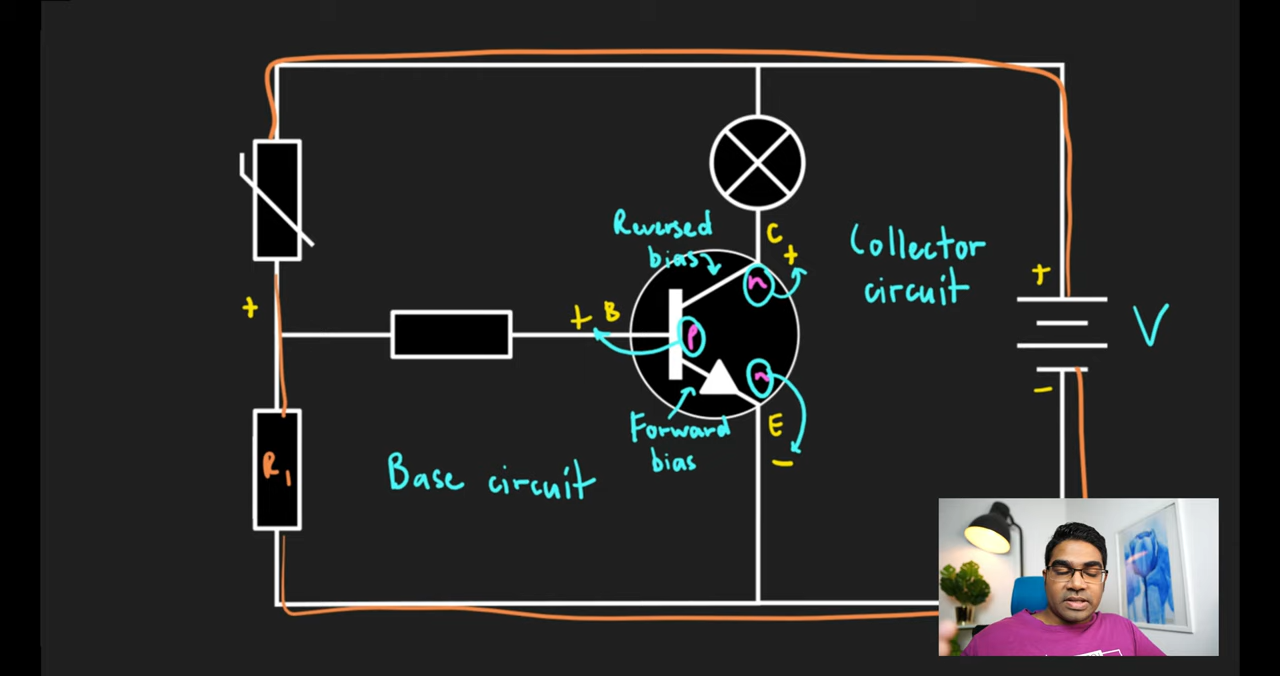 Reversed
bias
C
+
Collector
circuit
n
+
V
+
+
B
p
n
-
Forward
bias
E
-
R1
Base circuit